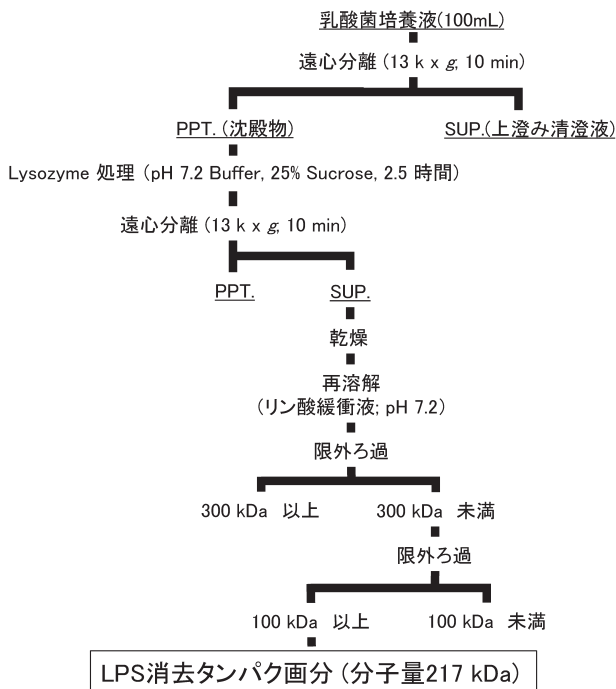 乳酸菌培養液(100mL)
遠心分離 (13 k x g; 10 min)
PPT. (沈殿物)
SUP.(上澄み清澄液)
Lysozyme 処理 (pH 7.2 Buffer, 25% Sucrose, 2.5 時間)
遠心分離 (13 k x g; 10 min)
PPT.
SUP.
乾燥
再溶解
(リン酸緩衝液; pH 7.2)
限外ろ過
300 kDa 以上
300 kDa 未満
限外ろ過
100 kDa 以上
100 kDa 未満
LPS消去タンパク画分 (分子量217 kDa)